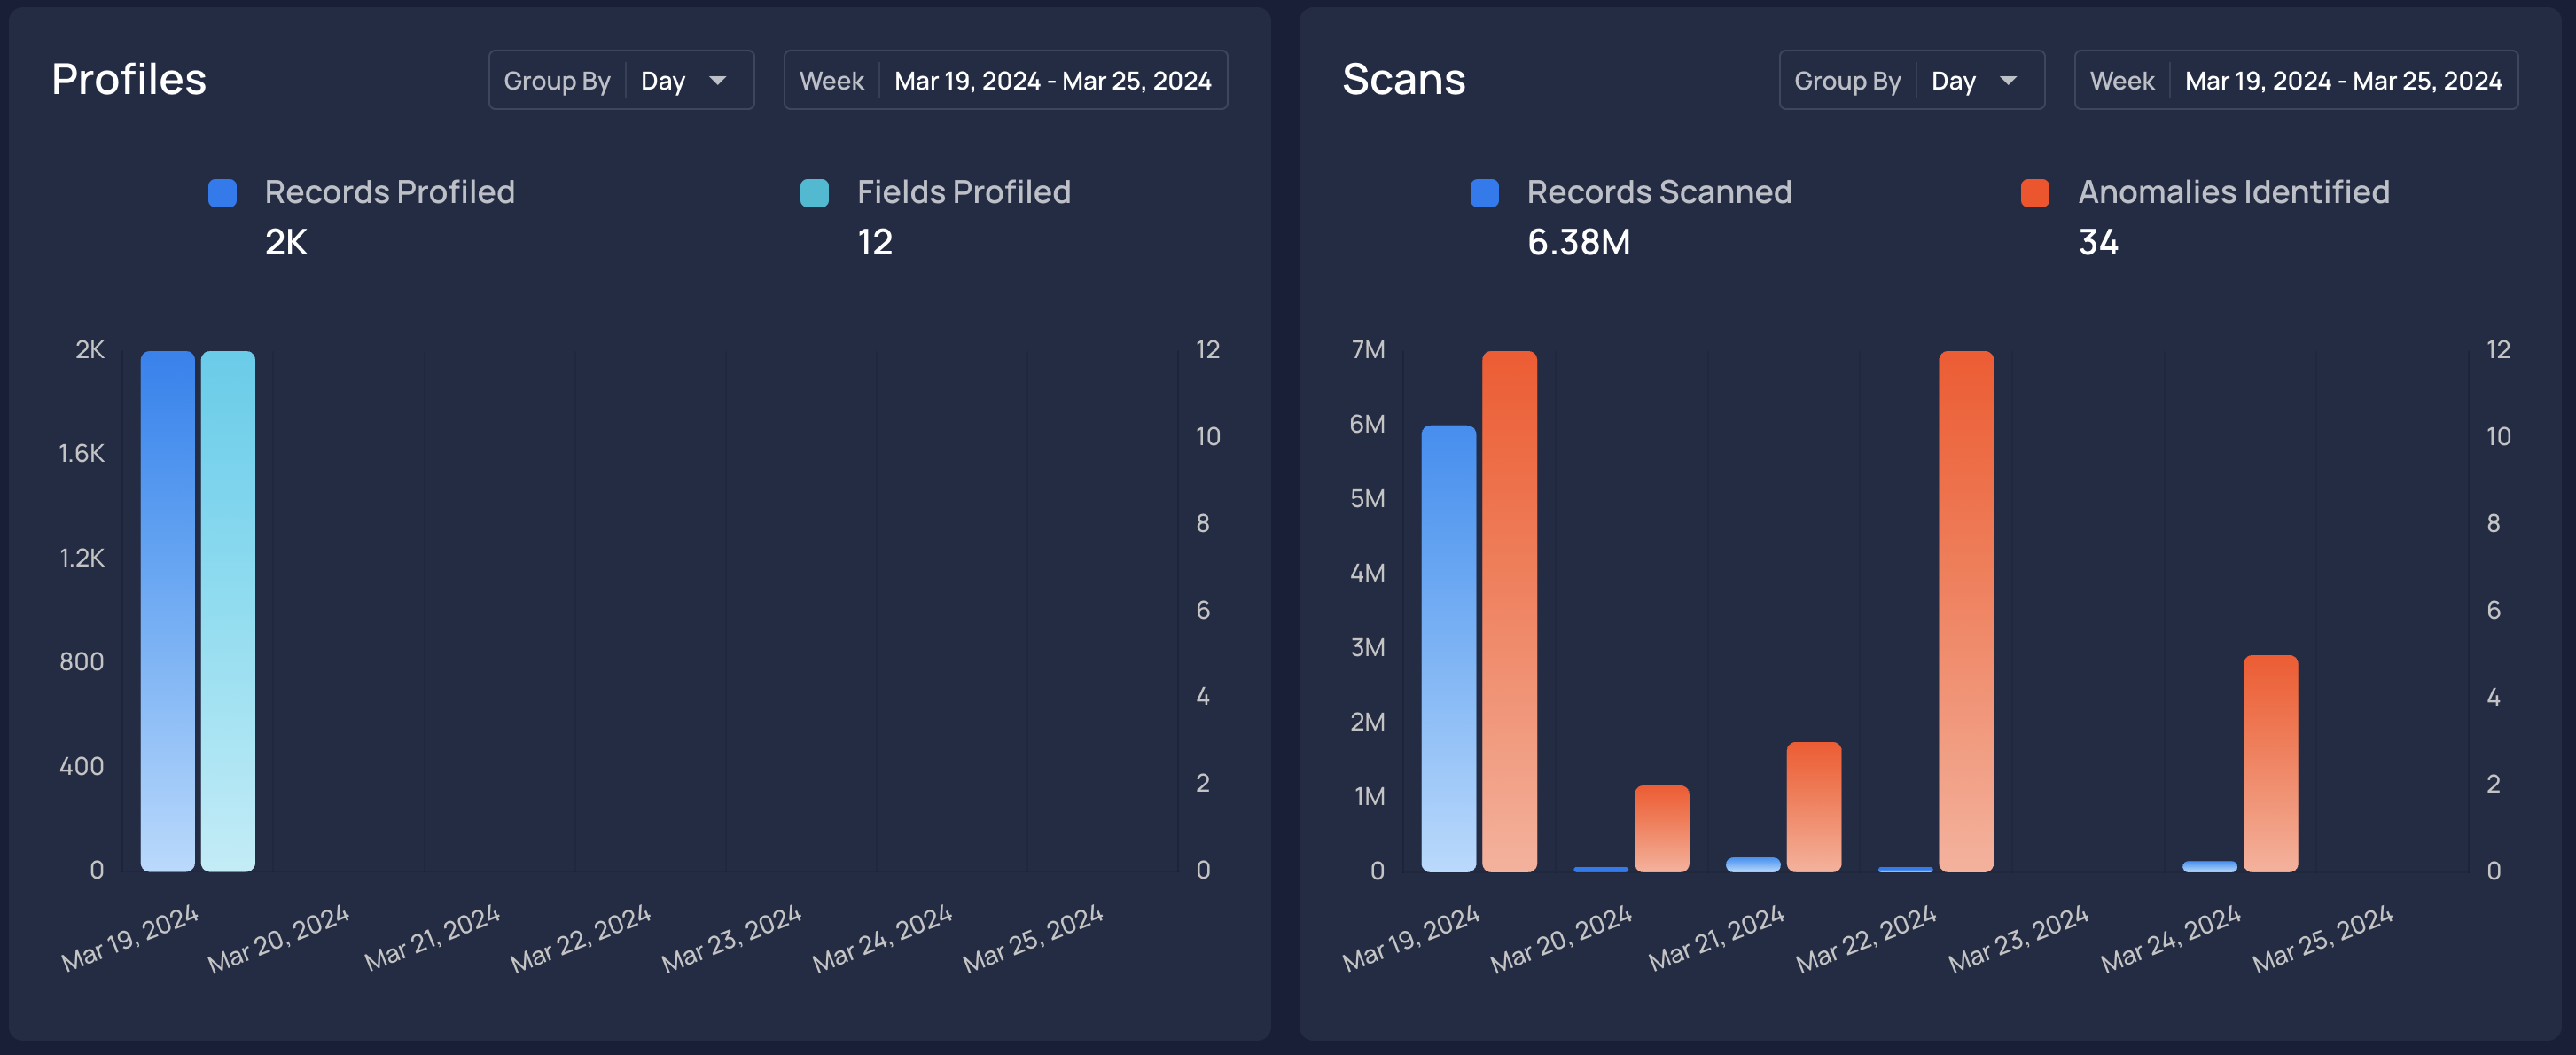 Profiles
Group By Day
Week Mar 19, 2024 - Mar 25, 2024
Records Profiled
2K
Fields Profiled
12
2K
1.6K
1.2K
800
400
0
12
10
8
6
4
2
0
Mar 19, 2024
Mar 20, 2024
Mar 21, 2024
Mar 22, 2024
Mar 23, 2024
Mar 24, 2024
Mar 25, 2024
Scans
Group By Day
Week Mar 19, 2024 - Mar 25, 2024
Records Scanned
6.38M
Anomalies Identified
34
7M
6M
5M
4M
3M
2M
1M
0
12
10
8
6
4
2
0
Mar 19, 2024
Mar 20, 2024
Mar 21, 2024
Mar 22, 2024
Mar 23, 2024
Mar 24, 2024
Mar 25, 2024